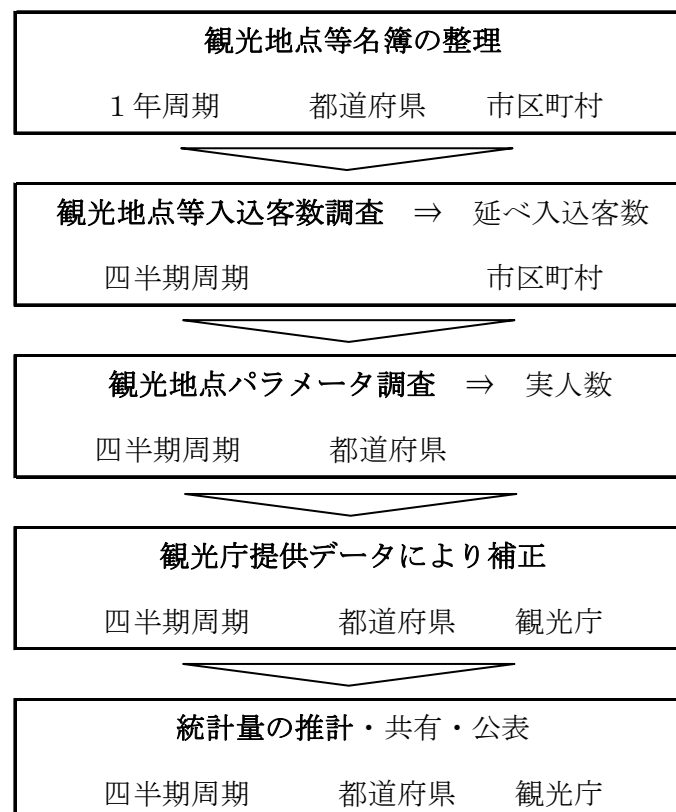 観光地点等名簿の整理
1年周期 都道府県 市区町村
観光地点等入込客数調査 ⇒ 延べ入込客数
四半期周期 市区町村
観光地点パラメータ調査 ⇒ 実人数
四半期周期 都道府県
観光庁提供データにより補正
四半期周期 都道府県 観光庁
統計量の推計・共有・公表
四半期周期 都道府県 観光庁